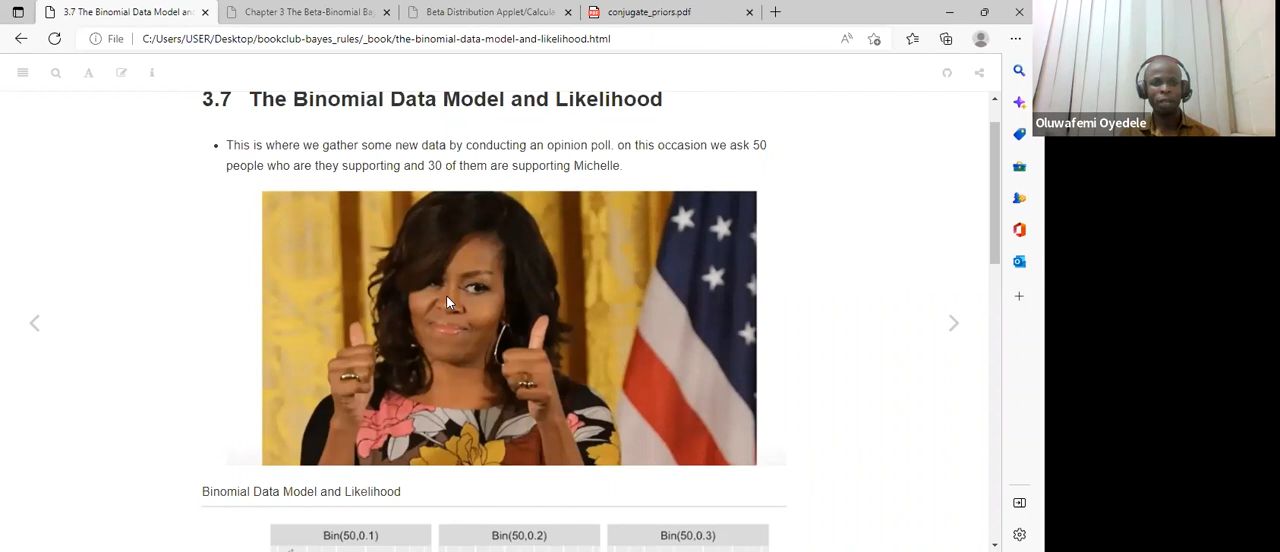 3.7 The Binomial Data Model and
Chapter 3 The Beta-Binomial Ba
Beta Distribution Applet/Calcula
conjugate_priors.pdf
File
C:/Users/USER/Desktop/bookclub-bayes_rules/_book/the-binomial-data-model-and-likelihood.html
3.7 The Binomial Data Model and Likelihood
• This is where we gather some new data by conducting an opinion poll. on this occasion we ask 50
people who are they supporting and 30 of them are supporting Michelle.
Binomial Data Model and Likelihood
Bin(50,0.1)
Bin(50,0.2)
Bin(50,0.3)
Oluwafemi Oyedele